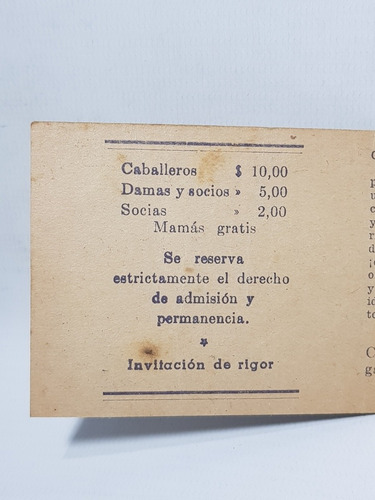 Caballeros $ 10,00
Damas y socios » 5,00
Socias » 2,00
Mamás gratis
Se reserva
estrictamente el derecho
de admisión y
permanencia.
Invitación de rigor